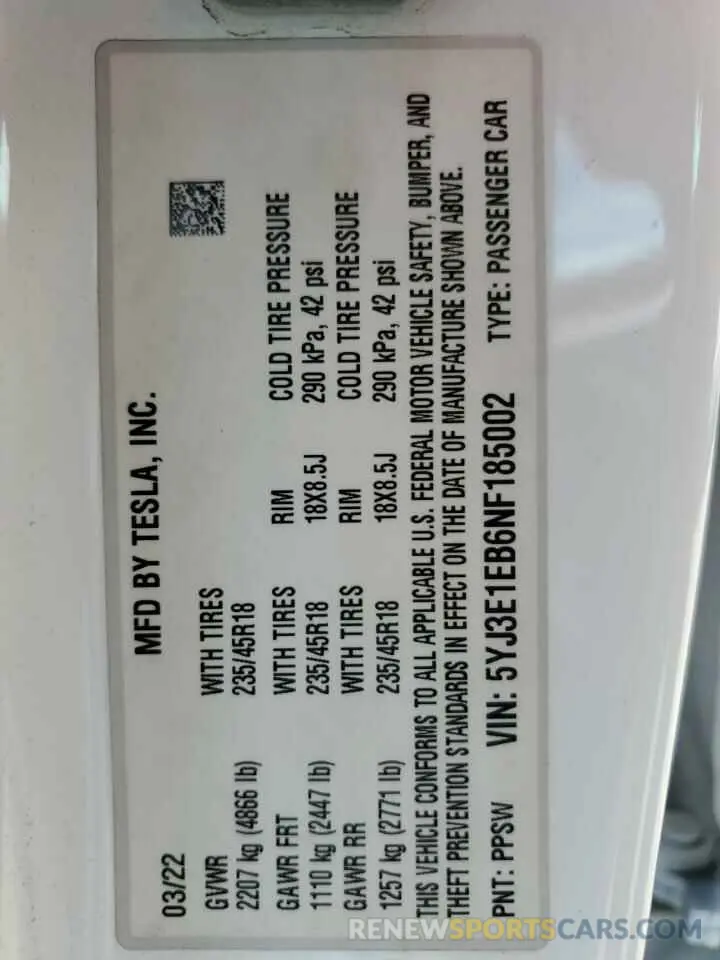 MFD BY TESLA, INC.
03/22
GVWR WITH TIRES
2207 kg (4866 lb) 235/45R18
GAWR FRT WITH TIRES RIM COLD TIRE PRESSURE
1110 kg (2447 lb) 235/45R18 18X8.5J 290 kPa, 42 psi
GAWR RR WITH TIRES RIM COLD TIRE PRESSURE
1257 kg (2771 lb) 235/45R18 18X8.5J 290 kPa, 42 psi
THIS VEHICLE CONFORMS TO ALL APPLICABLE U.S. FEDERAL MOTOR VEHICLE SAFETY, BUMPER, AND
THEFT PREVENTION STANDARDS IN EFFECT ON THE DATE OF MANUFACTURE SHOWN ABOVE.
PNT: PPSW VIN: 5YJ3E1EB6NF185002 TYPE: PASSENGER CAR
RENEWSPORTSCARS.COM